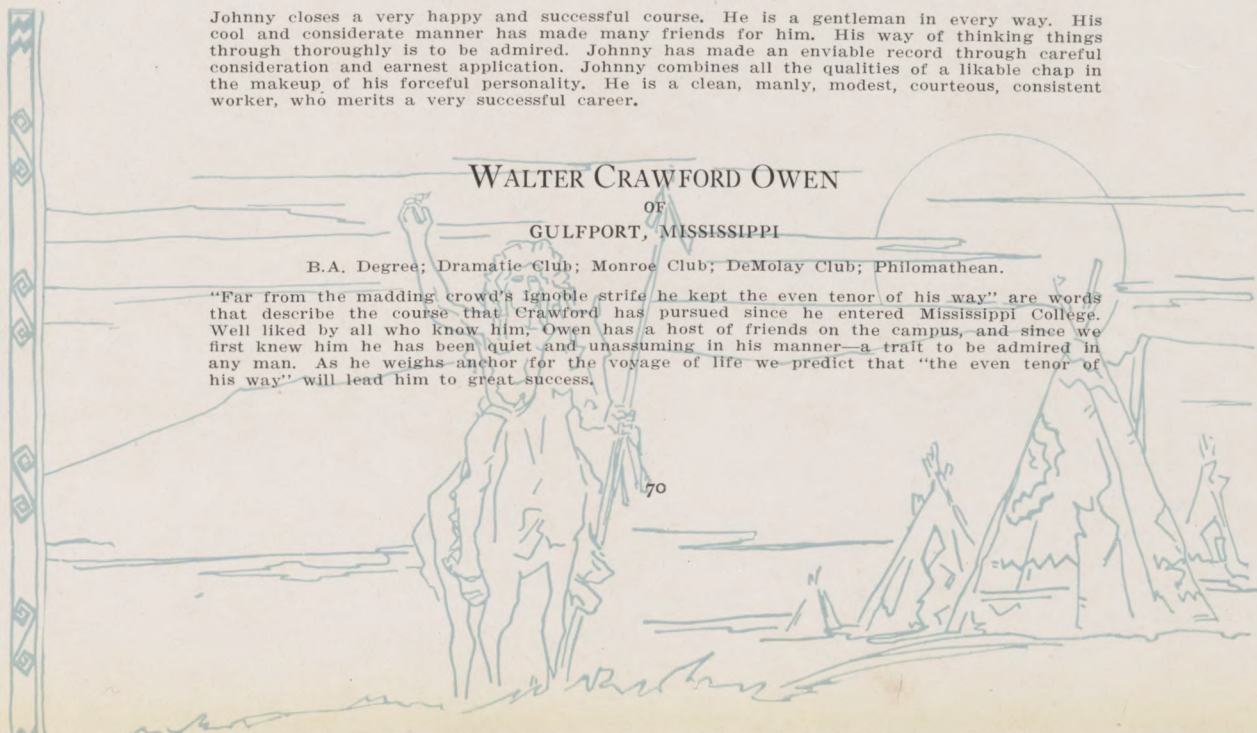 Johnny closes a very happy and successful course. He is a gentleman in every way. His
cool and considerate manner has made many friends for him. His way of thinking things
through thoroughly is to be admired. Johnny has made an enviable record through careful
consideration and earnest application. Johnny combines all the qualities of a likable chap in
the makeup of his forceful personality. He is a clean, manly, modest, courteous, consistent
worker, who merits a very successful career.
WALTER CRAWFORD OWEN
OF
GULFPORT, MISSISSIPPI
B.A. Degree; Dramatic Club; Monroe Club; DeMolay Club; Philomathean.
"Far from the madding crowd's ignoble strife he kept the even tenor of his way" are words
that describe the course that Crawford has pursued since he entered Mississippi College.
Well liked by all who know him, Owen has a host of friends on the campus, and since we
first knew him he has been quiet and unassuming in his manner—a trait to be admired in
any man. As he weighs anchor for the voyage of life we predict that "the even tenor of
his way" will lead him to great success.
70